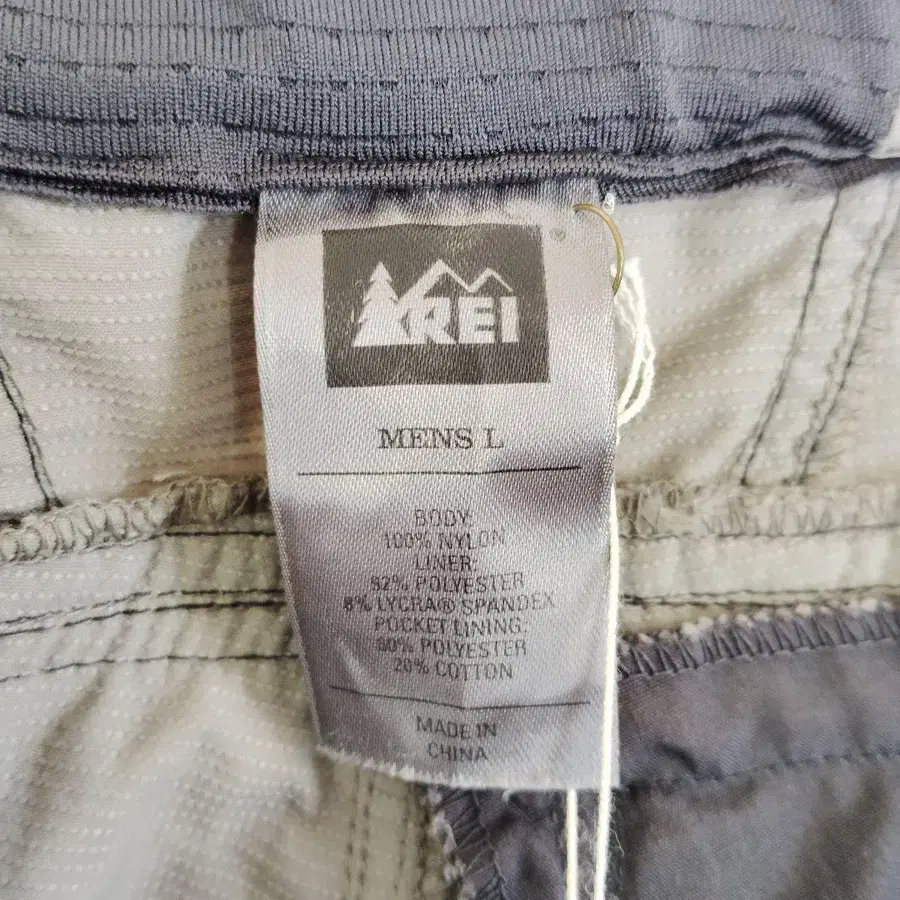 REI
®
MENS L
BODY:
100% NYLON
LINER:
92% POLYESTER
8% LYCRA® SPANDEX
POCKET LINING:
80% POLYESTER
20% COTTON
MADE IN
CHINA